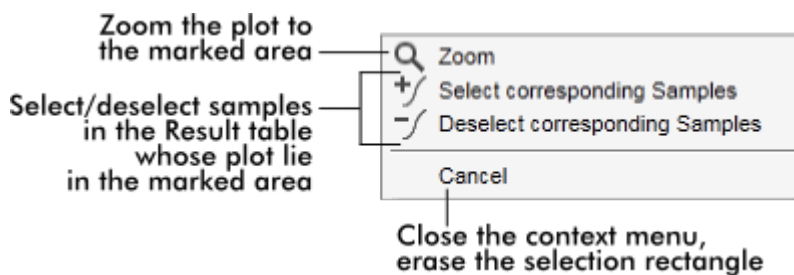 Zoom the plot to
the marked area
Zoom
Select corresponding Samples
Deselect corresponding Samples
Select/deselect samples
in the Result table
whose plot lie
in the marked area
Cancel
Close the context menu,
erase the selection rectangle